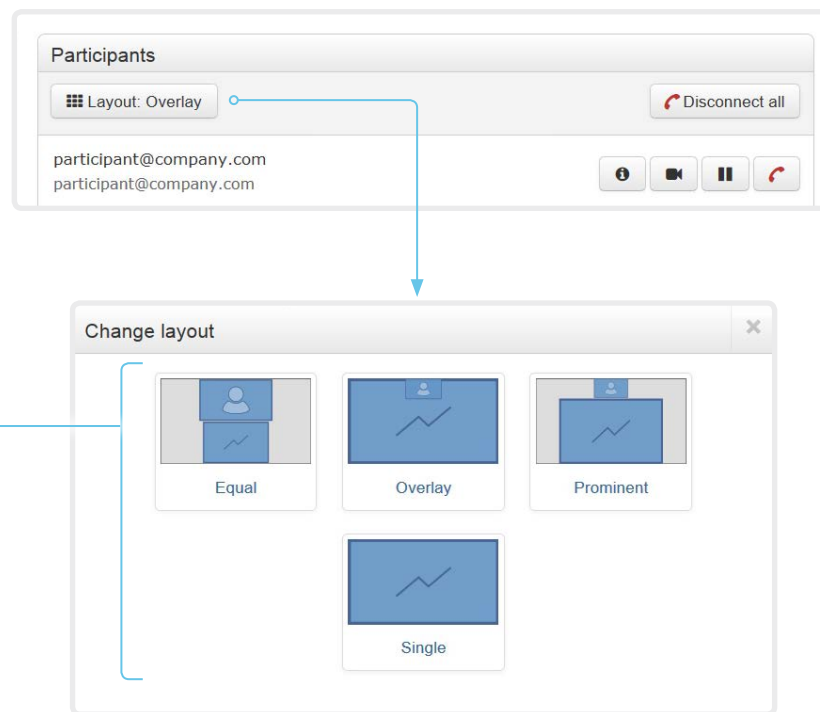 Participants
Layout: Overlay
Disconnect all
participant@company.com
participant@company.com
Change layout
Equal
Overlay
Prominent
Single